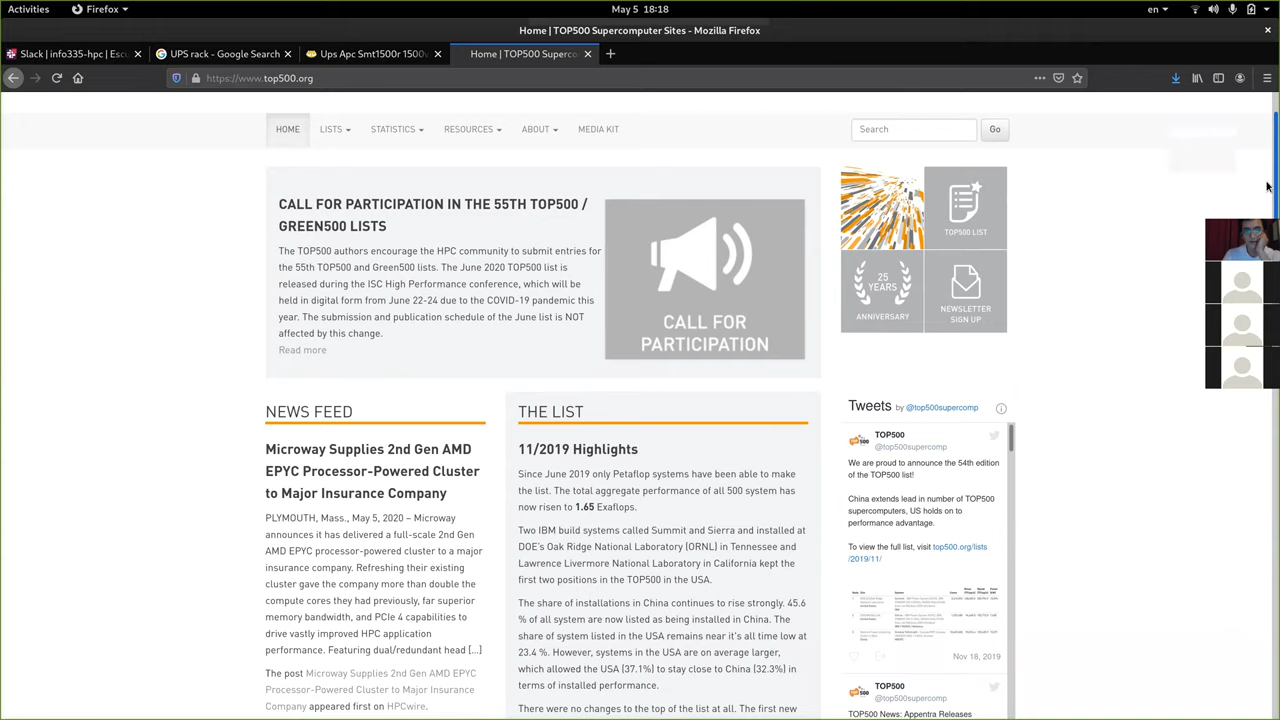 Activities
Firefox
May 5 18:18
en
Home | TOP500 Supercomputer Sites - Mozilla Firefox
Slack | info335-hpc | Escu
UPS rack - Google Search
Ups Apc Smt1500r 1500v
Home | TOP500 Superco
https://www.top500.org
HOME
LISTS
STATISTICS
RESOURCES
ABOUT
MEDIA KIT
Search
Go
CALL FOR PARTICIPATION IN THE 55TH TOP500 /
GREEN500 LISTS
The TOP500 authors encourage the HPC community to submit entries for
the 55th TOP500 and Green500 lists. The June 2020 TOP500 list is
released during the ISC High Performance conference, which will be
held in digital form from June 22-24 due to the COVID-19 pandemic this
year. The submission and publication schedule of the June list is NOT
affected by this change.
Read more
CALL FOR
PARTICIPATION
TOP500 LIST
25
YEARS
ANNIVERSARY
NEWSLETTER
SIGN UP
NEWS FEED
Microway Supplies 2nd Gen AMD
EPYC Processor-Powered Cluster
to Major Insurance Company
PLYMOUTH, Mass., May 5, 2020 – Microway
announces it has delivered a full-scale 2nd Gen
AMD EPYC processor-powered cluster to a major
insurance company. Refreshing their existing
cluster gave the company more than double the
cores they had previously, far superior
bandwidth, and PCIe 4 capabilities to
drive vastly improved HPC application
performance. Featuring dual/redundant head [...]
The post Microway Supplies 2nd Gen AMD EPYC
Processor-Powered Cluster to Major Insurance
Company appeared first on HPCwire.
THE LIST
11/2019 Highlights
Since June 2019 only Petaflop systems have been able to make
the list. The total aggregate performance of all 500 system has
now risen to 1.65 Exaflops.
Two IBM build systems called Summit and Sierra and installed at
DOE's Oak Ridge National Laboratory (ORNL) in Tennessee and
Lawrence Livermore National Laboratory in California kept the
first two positions in the TOP500 in the USA.
The share of installations in China continues to rise strongly. 45.6
% of all system are now listed as being installed in China. The
share of system listed in the USA remains near it's all time low at
23.4 %. However, systems in the USA are on average larger,
which allowed the USA (37.1%) to stay close to China (32.3%) in
terms of installed performance.
There were no changes to the top of the list at all. The first new
Tweets by @top500supercomp
TOP500
@top500supercomp
We are proud to announce the 54th edition
of the TOP500 list!
China extends lead in number of TOP500
supercomputers, US holds on to
performance advantage.
To view the full list, visit top500.org/lists
/2019/11/
Nov 18, 2019
TOP500
@top500supercomp
TOP500 News: Appentra Releases